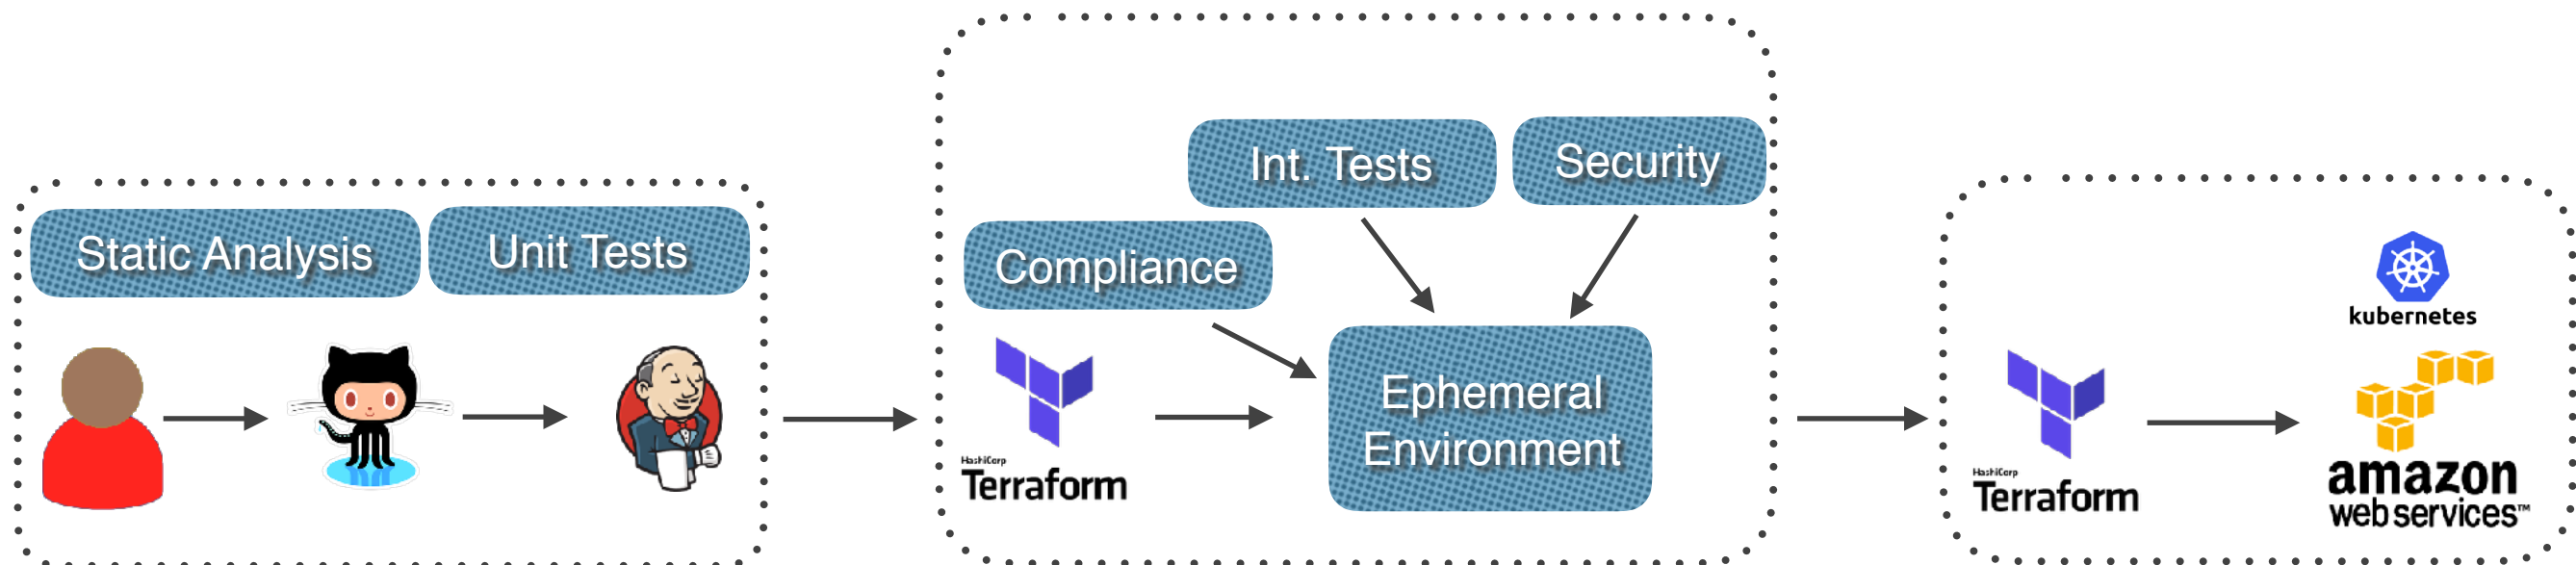 Static Analysis
Unit Tests
Compliance
Int. Tests
Security
HashiCorp
Terraform
Ephemeral
Environment
HashiCorp
Terraform
kubernetes
amazon
web services™